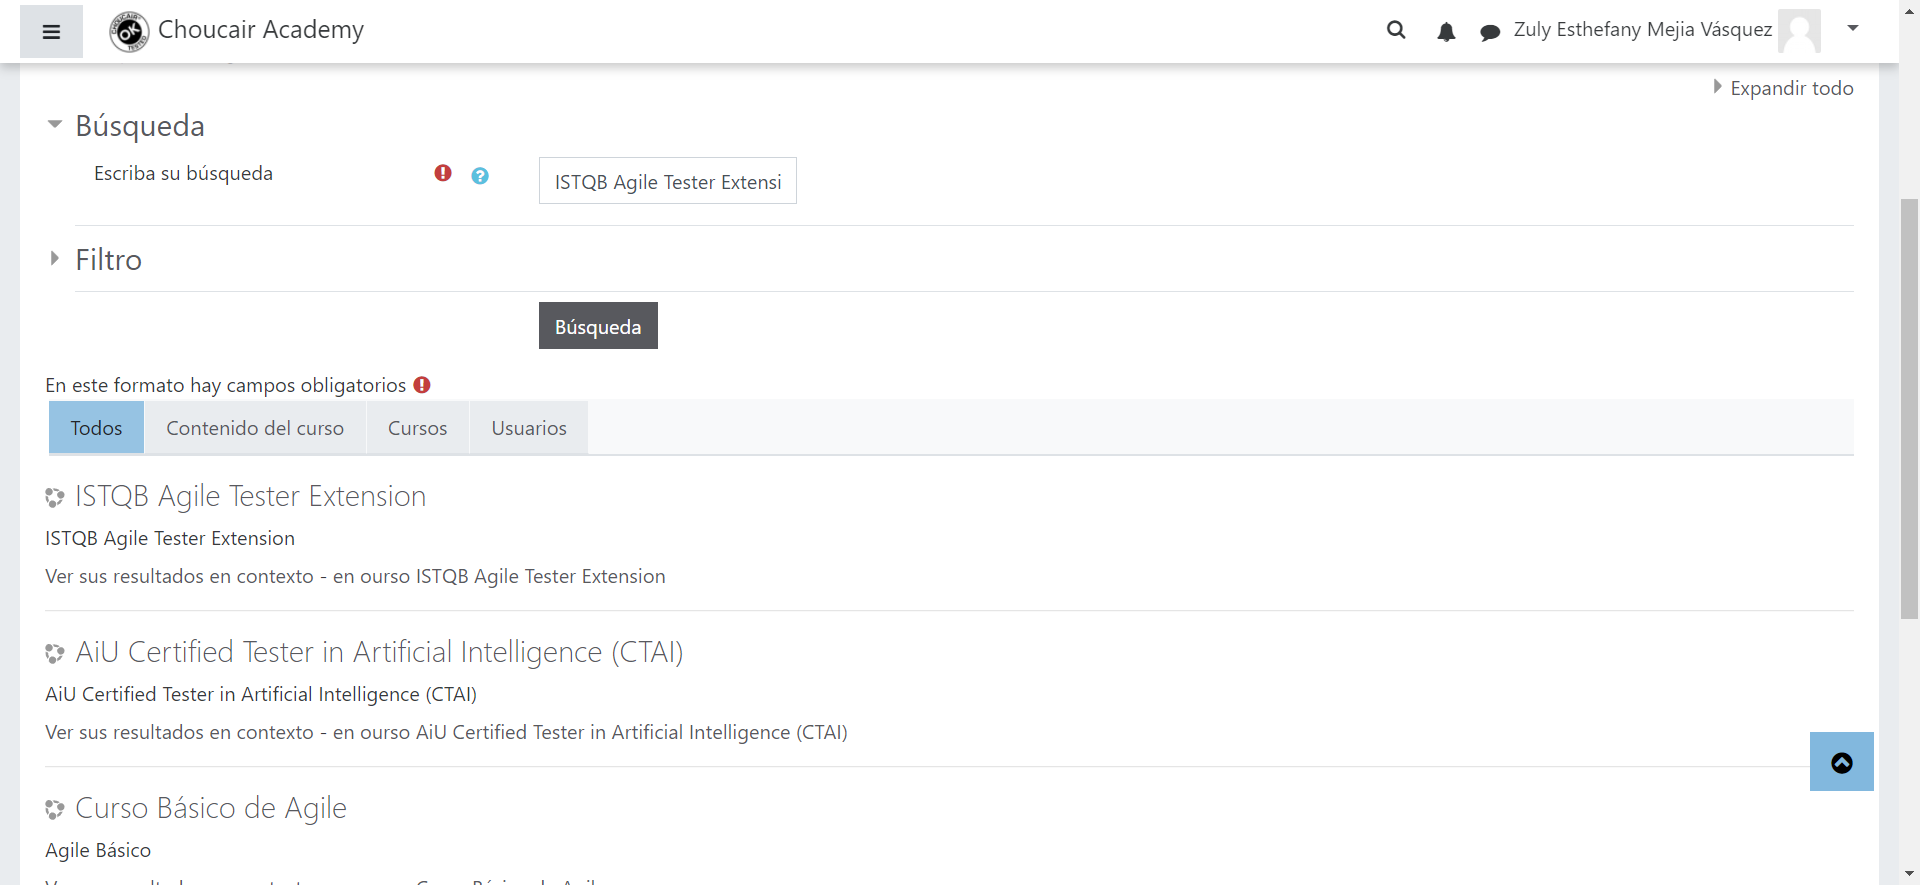 Choucair Academy
Zuly Esthefany Mejia Vásquez
Expandir todo
Búsqueda
Escriba su búsqueda
ISTQB Agile Tester Extensi
Filtro
Búsqueda
En este formato hay campos obligatorios
Todos
Contenido del curso
Cursos
Usuarios
ISTQB Agile Tester Extension
ISTQB Agile Tester Extension
Ver sus resultados en contexto - en ourso ISTQB Agile Tester Extension
AiU Certified Tester in Artificial Intelligence (CTAI)
AiU Certified Tester in Artificial Intelligence (CTAI)
Ver sus resultados en contexto - en ourso AiU Certified Tester in Artificial Intelligence (CTAI)
Curso Básico de Agile
Agile Básico